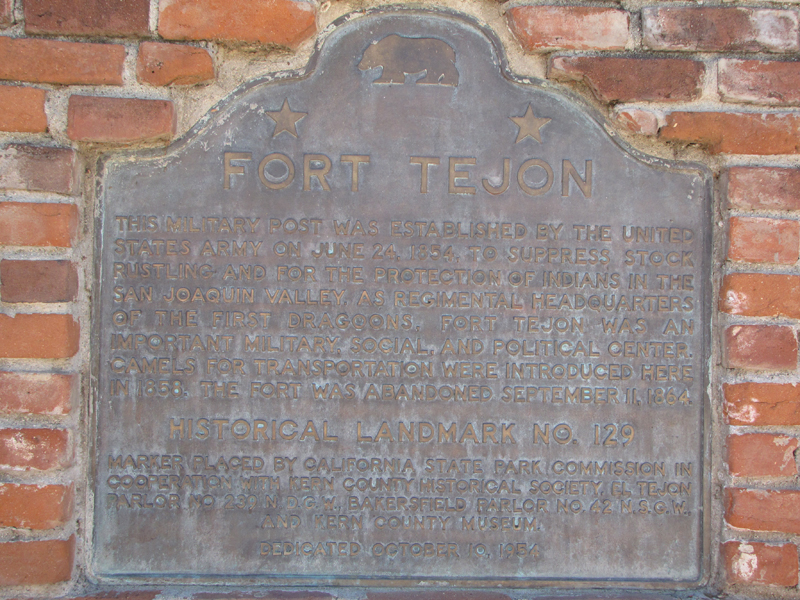 FORT TEJON
THIS MILITARY POST WAS ESTABLISHED BY THE UNITED
STATES ARMY ON JUNE 24, 1854, TO SUPPRESS STOCK
RUSTLING AND FOR THE PROTECTION OF INDIANS IN THE
SAN JOAQUIN VALLEY. AS REGIMENTAL HEADQUARTERS
OF THE FIRST DRAGOONS, FORT TEJON WAS AN
IMPORTANT MILITARY, SOCIAL, AND POLITICAL CENTER.
CAMELS FOR TRANSPORTATION WERE INTRODUCED HERE
IN 1858. THE FORT WAS ABANDONED SEPTEMBER 11, 1864.
HISTORICAL LANDMARK NO. 129
MARKER PLACED BY CALIFORNIA STATE PARK COMMISSION IN
COOPERATION WITH KERN COUNTY HISTORICAL SOCIETY, EL TEJON
PARLOR NO. 239 N.D.G.W., BAKERSFIELD PARLOR NO. 42 N.S.G.W.
AND KERN COUNTY MUSEUM.
DEDICATED OCTOBER 10, 1954